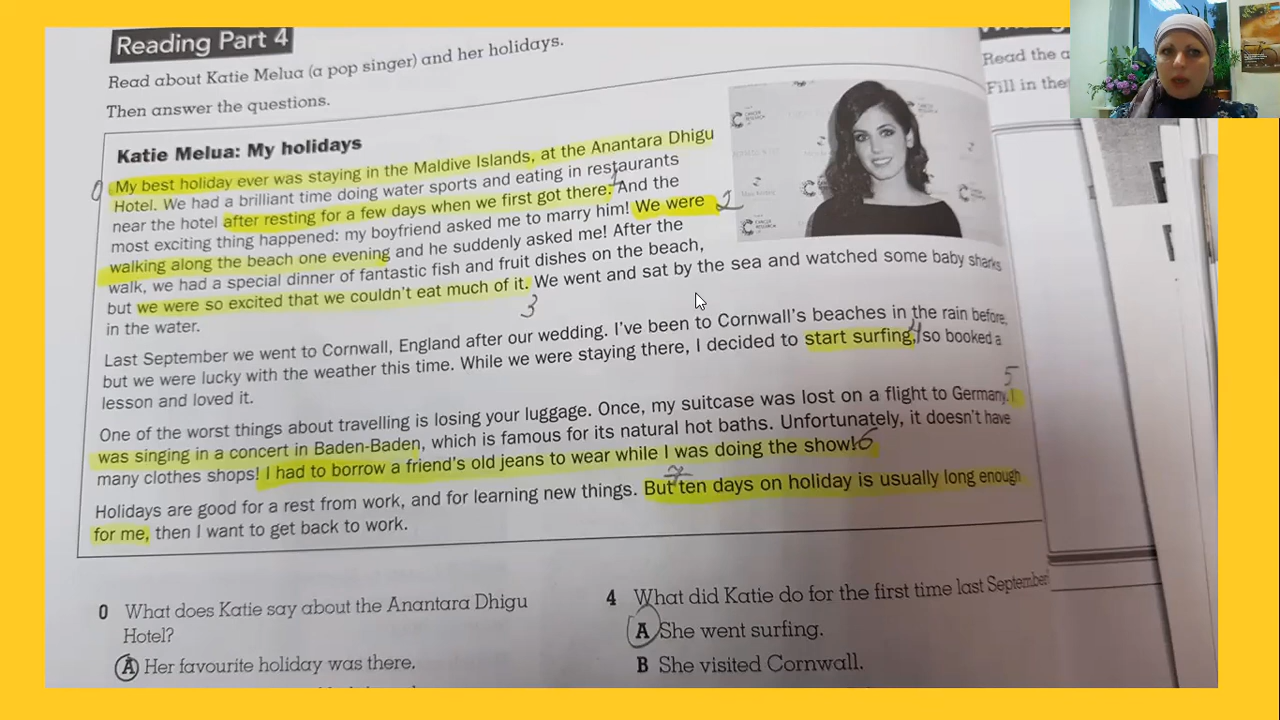 Reading Part 4
Read about Katie Melua (a pop singer) and her holidays.
Then answer the questions.
Katie Melua: My holidays
0
My best holiday ever was staying in the Maldive Islands, at the Anantara Dhigu
Hotel. We had a brilliant time doing water sports and eating in restaurants
near the hotel after resting for a few days when we first got there. And the
1
most exciting thing happened: my boyfriend asked me to marry him! We were
2
walking along the beach one evening and he suddenly asked me! After the
walk, we had a special dinner of fantastic fish and fruit dishes on the beach,
but we were so excited that we couldn't eat much of it. We went and sat by the sea and watched some baby sharks
3
in the water.
Last September we went to Cornwall, England after our wedding. I've been to Cornwall's beaches in the rain before,
but we were lucky with the weather this time. While we were staying there, I decided to start surfing, so booked a
4
lesson and loved it.
One of the worst things about travelling is losing your luggage. Once, my suitcase was lost on a flight to Germany. I
5
was singing in a concert in Baden-Baden, which is famous for its natural hot baths. Unfortunately, it doesn't have
many clothes shops! I had to borrow a friend's old jeans to wear while I was doing the show!
6
Holidays are good for a rest from work, and for learning new things. But ten days on holiday is usually long enough
7
for me, then I want to get back to work.
0 What does Katie say about the Anantara Dhigu
Hotel?
A Her favourite holiday was there.
4 What did Katie do for the first time last September?
A She went surfing.
B She visited Cornwall.
Read the
Fill in the